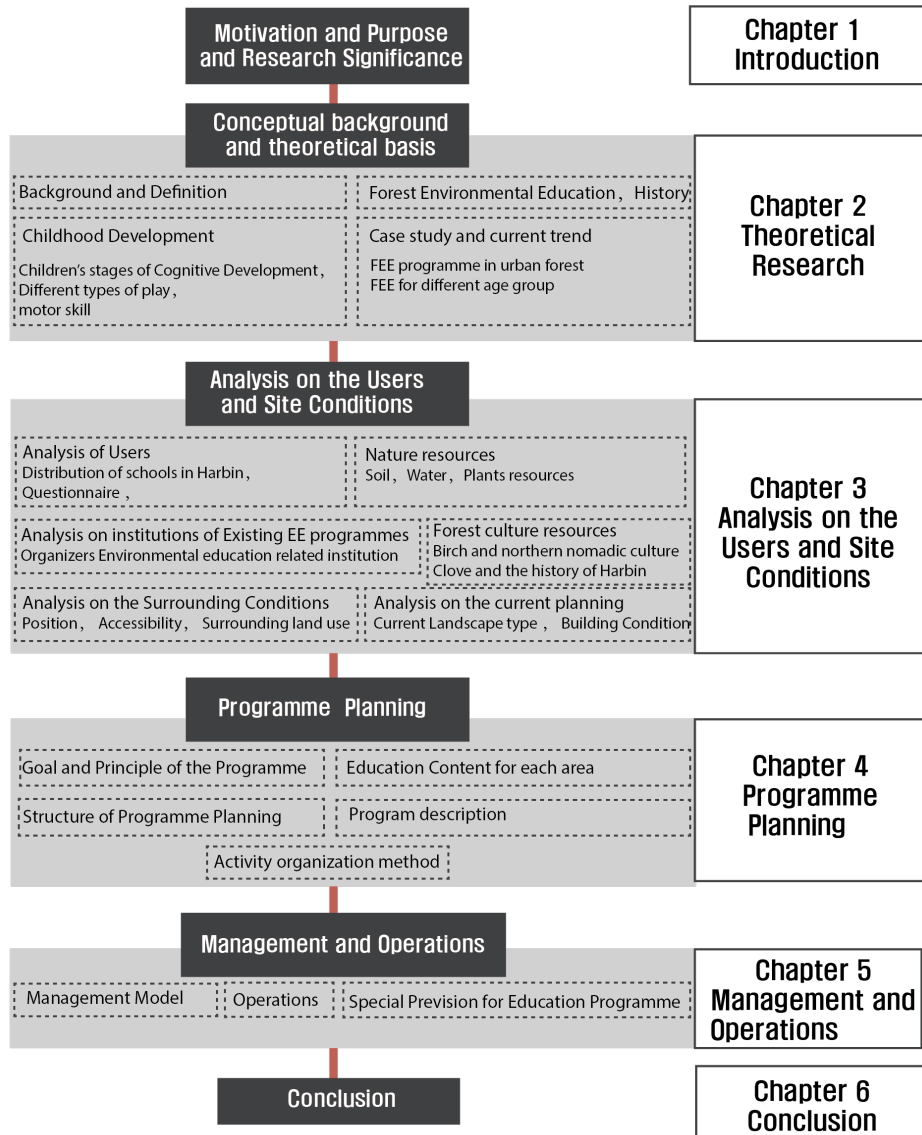 Motivation and Purpose
and Research Significance
Chapter 1
Introduction
Conceptual background
and theoretical basis
Background and Definition
Forest Environmental Education, History
Childhood Development
Children's stages of Cognitive Development,
Different types of play,
motor skill
Case study and current trend
FEE programme in urban forest
FEE for different age group
Chapter 2
Theoretical
Research
Analysis on the Users
and Site Conditions
Analysis of Users
Distribution of schools in Harbin,
Questionnaire ,
Nature resources
Soil, Water, Plants resources
Analysis on institutions of Existing EE programmes
Organizers Environmental education related institution
Forest culture resources
Birch and northern nomadic culture
Clove and the history of Harbin
Analysis on the Surrounding Conditions
Position, Accessibility, Surrounding land use
Analysis on the current planning
Current Landscape type , Building Condition
Chapter 3
Analysis on the
Users and Site
Conditions
Programme Planning
Goal and Principle of the Programme
Education Content for each area
Structure of Programme Planning
Program description
Activity organization method
Chapter 4
Programme
Planning
Management and Operations
Management Model
Operations
Special Prevision for Education Programme
Chapter 5
Management and
Operations
Conclusion
Chapter 6
Conclusion